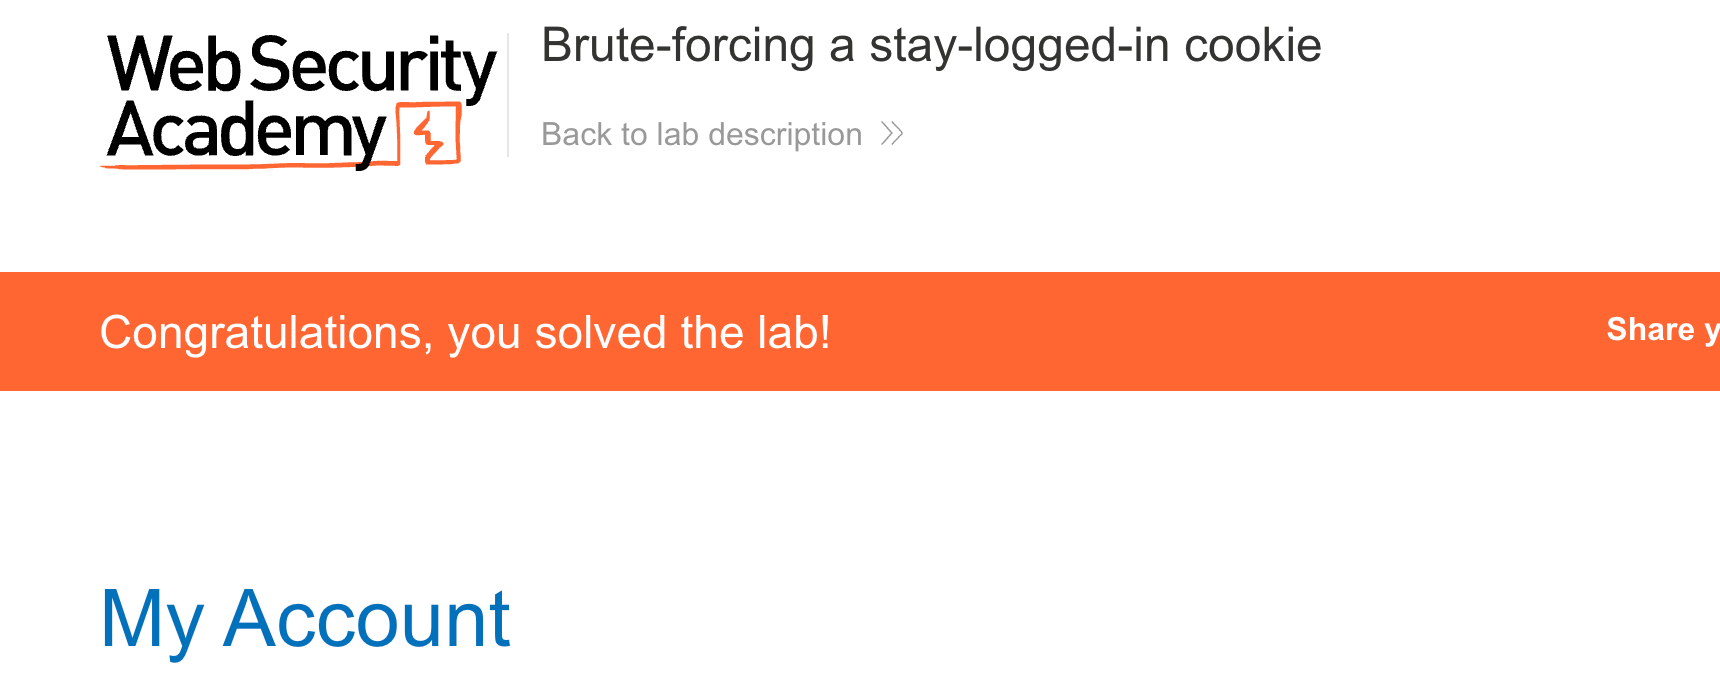 Web Security
Academy
Brute-forcing a stay-logged-in cookie
Back to lab description
Congratulations, you solved the lab!
Share y
My Account